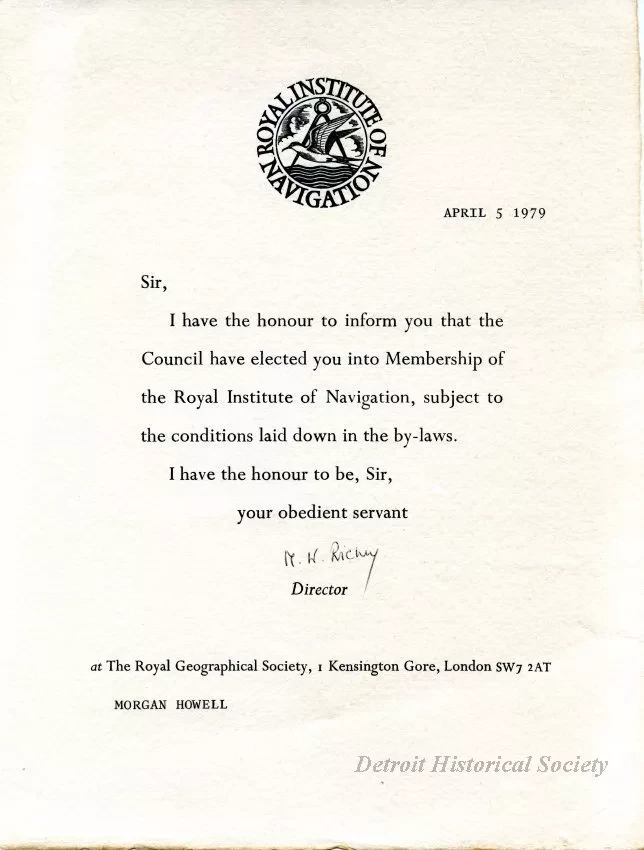 ROYAL INSTITUTE OF NAVIGATION
APRIL 5 1979
Sir,
I have the honour to inform you that the
Council have elected you into Membership of
the Royal Institute of Navigation, subject to
the conditions laid down in the by-laws.
I have the honour to be, Sir,
your obedient servant
M. W. Richey
Director
at The Royal Geographical Society, 1 Kensington Gore, London SW7 2AT
MORGAN HOWELL
Detroit Historical Society